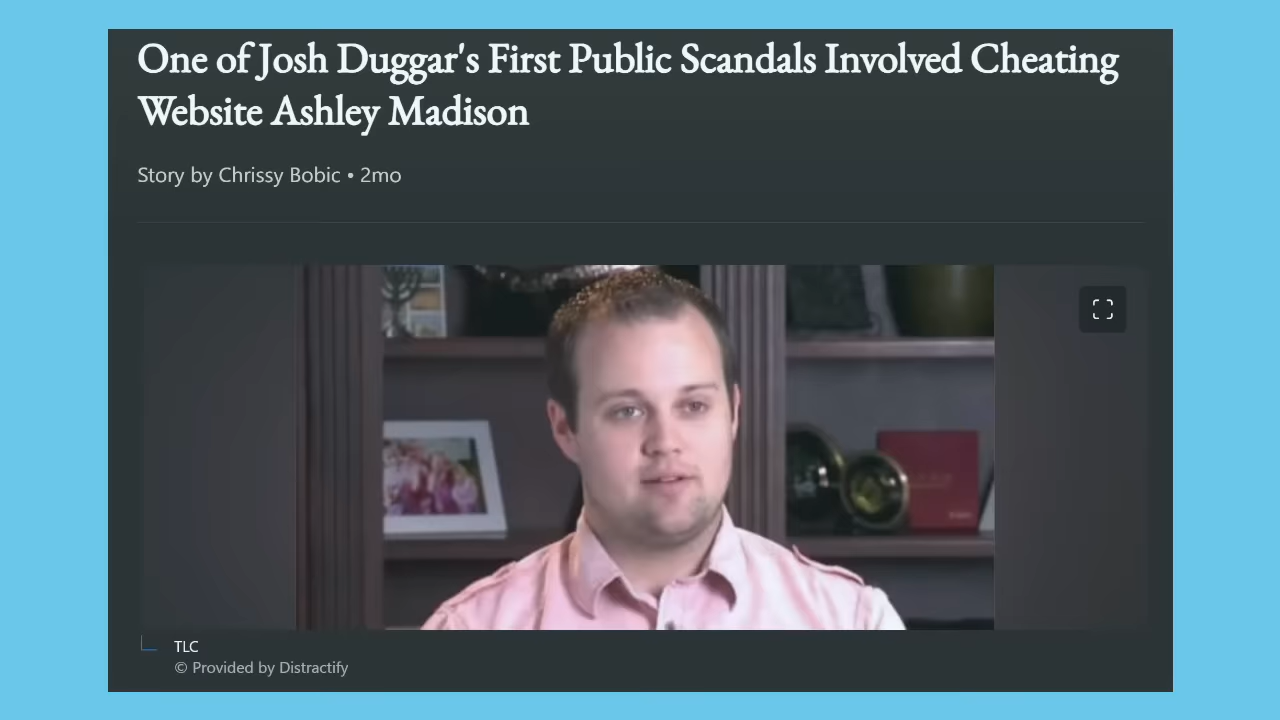 One of Josh Duggar's First Public Scandals Involved Cheating
Website Ashley Madison
Story by Chrissy Bobic • 2mo
TLC
© Provided by Distractify